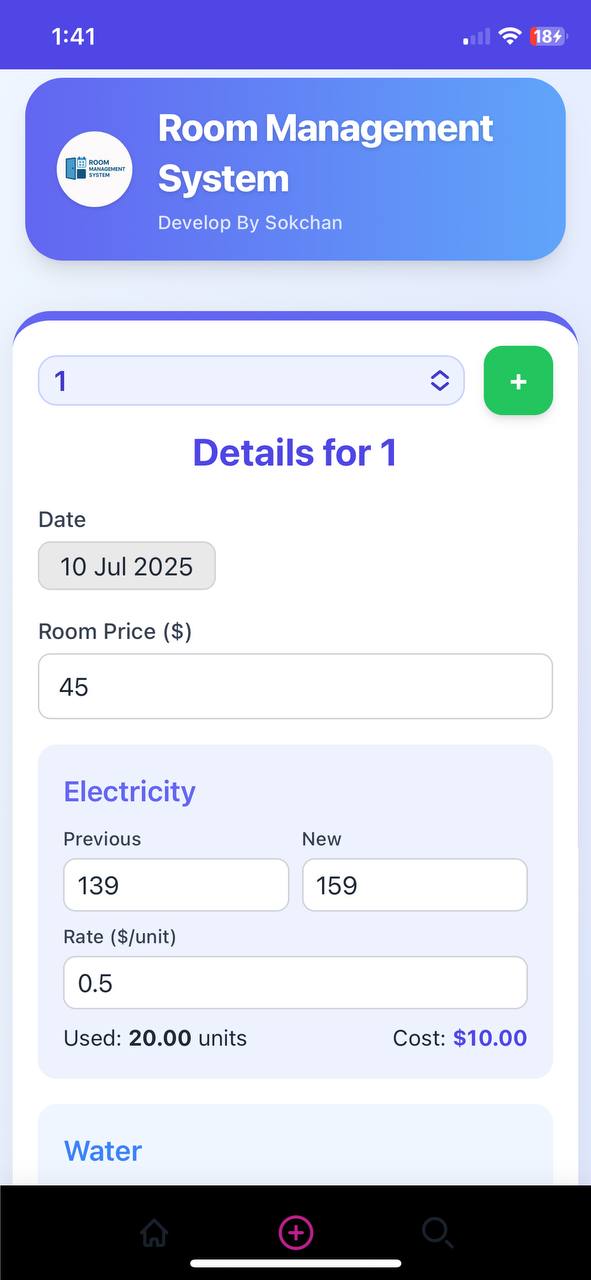 1:41
18
Room Management
System
ROOM
MANAGEMENT
SYSTEM
Develop By Sokchan
1
+
Details for 1
Date
10 Jul 2025
Room Price ($)
45
Electricity
Previous New
139 159
Rate ($/unit)
0.5
Used: 20.00 units Cost: $10.00
Water